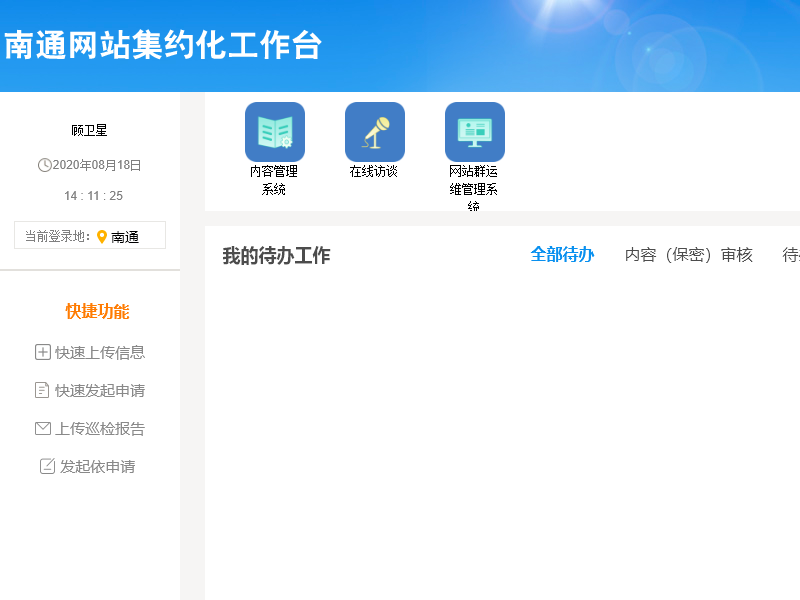 南通网站集约化工作台
顾卫星
2020年08月18日
14 : 11 : 25
当前登录地：南通
快捷功能
快速上传信息
快速发起申请
上传巡检报告
发起依申请
内容管理
系统
在线访谈
网站群运
维管理系
统
我的待办工作
全部待办 内容（保密）审核 待